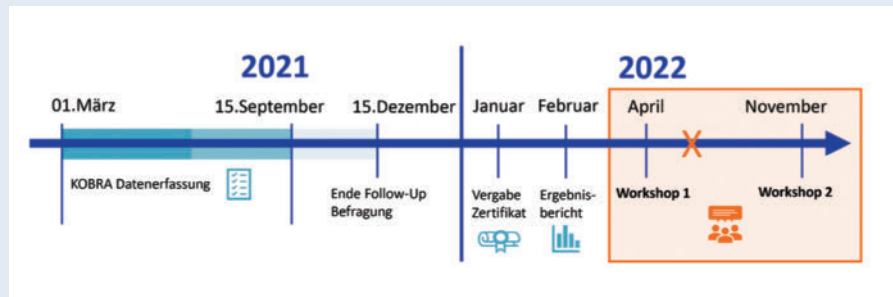 2021
2022
01.März
15.September
15.Dezember
Januar
Februar
April
November
KOBRA Datenerfassung
Ende Follow-Up
Befragung
Vergabe
Zertifikat
Ergebnis-
bericht
Workshop 1
Workshop 2